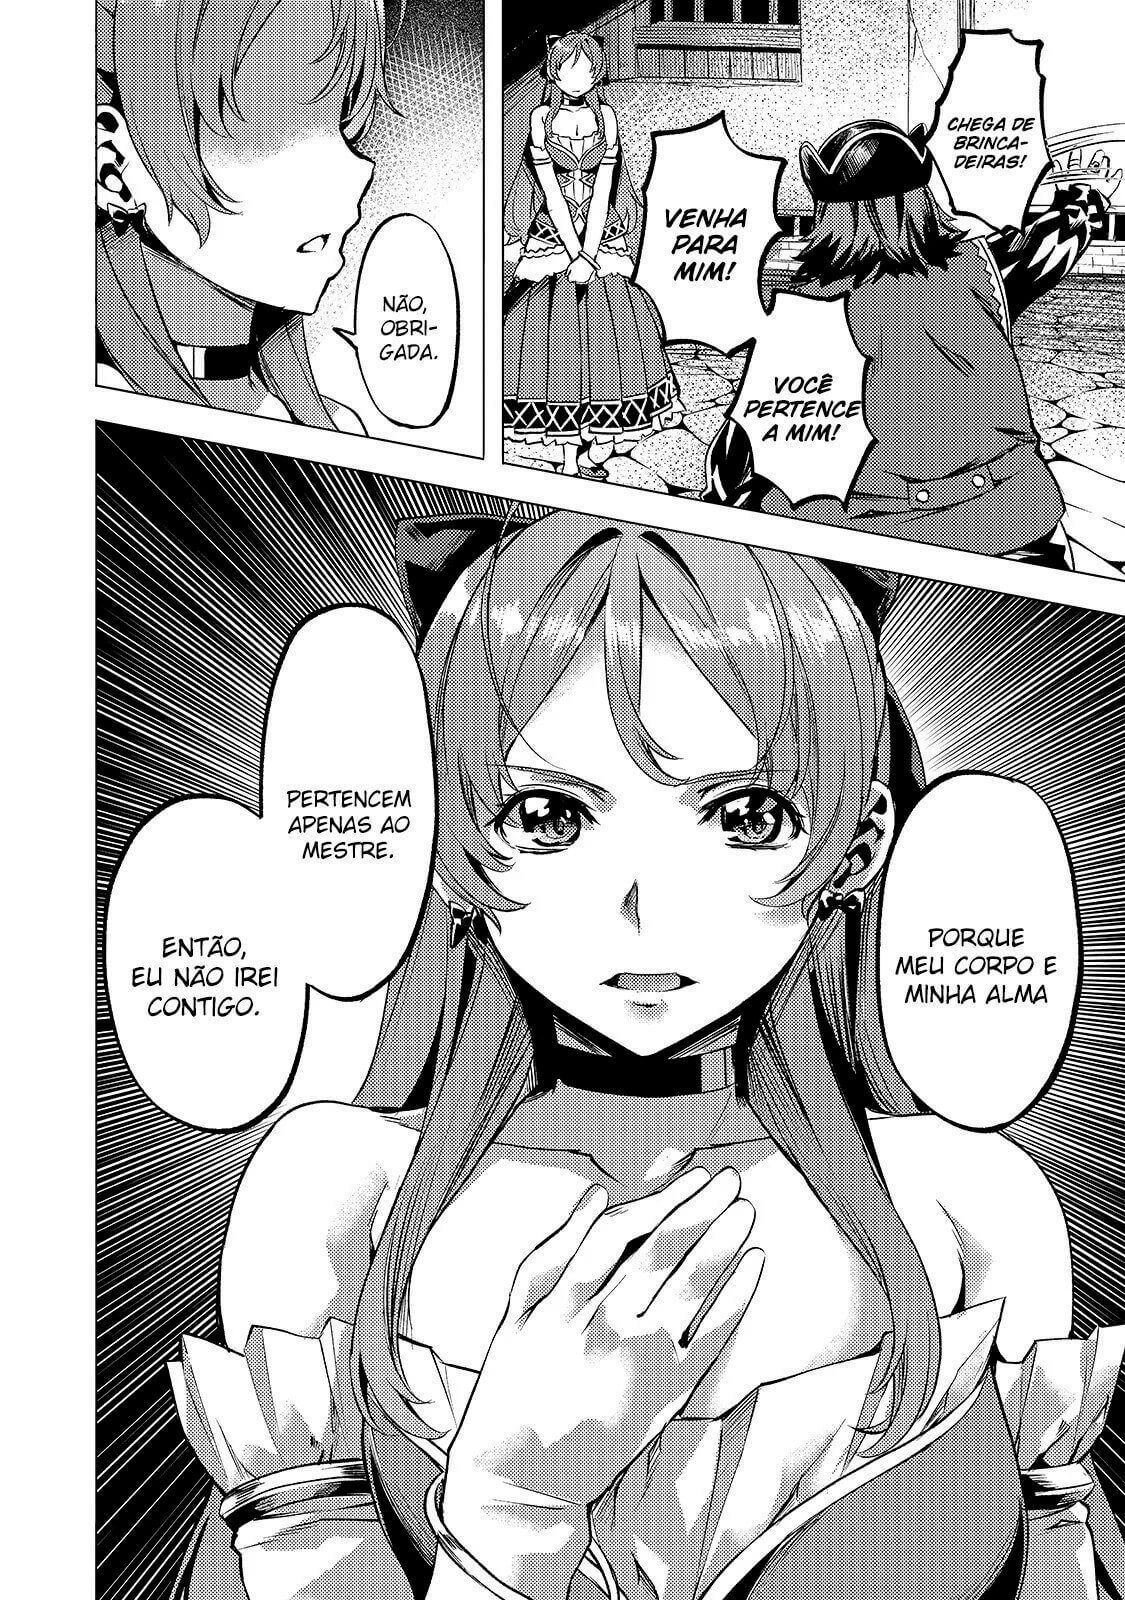 CHEGA DE
BRINCA-
DEIRAS!
VENHA
PARA
MIM!
VOCÊ
PERTENCE
A MIM!
NÃO,
OBRI-
GADA.
PORQUE
MEU CORPO E
MINHA ALMA
PERTENCEM
APENAS AO
MESTRE.
ENTÃO,
EU NÃO IREI
CONTIGO.